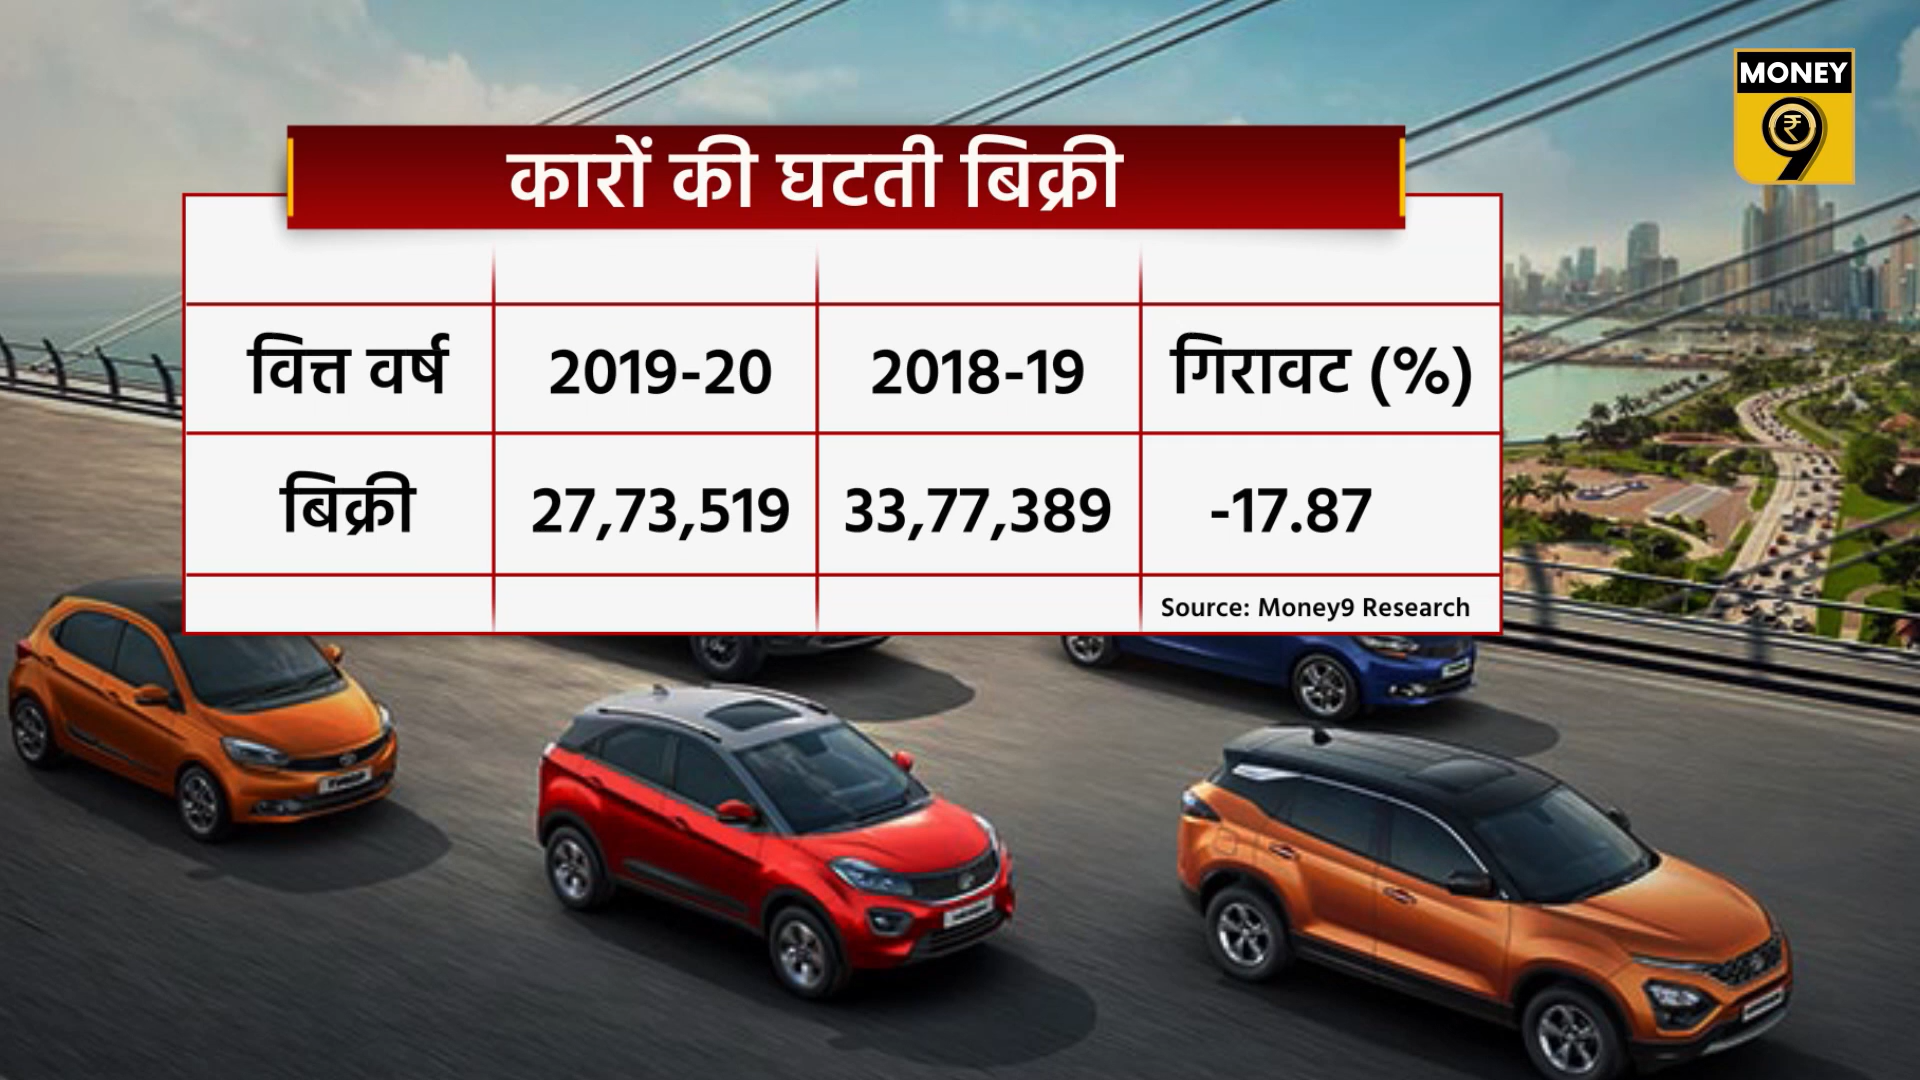 MONEY
9
कारों की घटती बिक्री
वित्त वर्ष 2019-20 2018-19 गिरावट (%)
बिक्री 27,73,519 33,77,389 -17.87
Source: Money9 Research